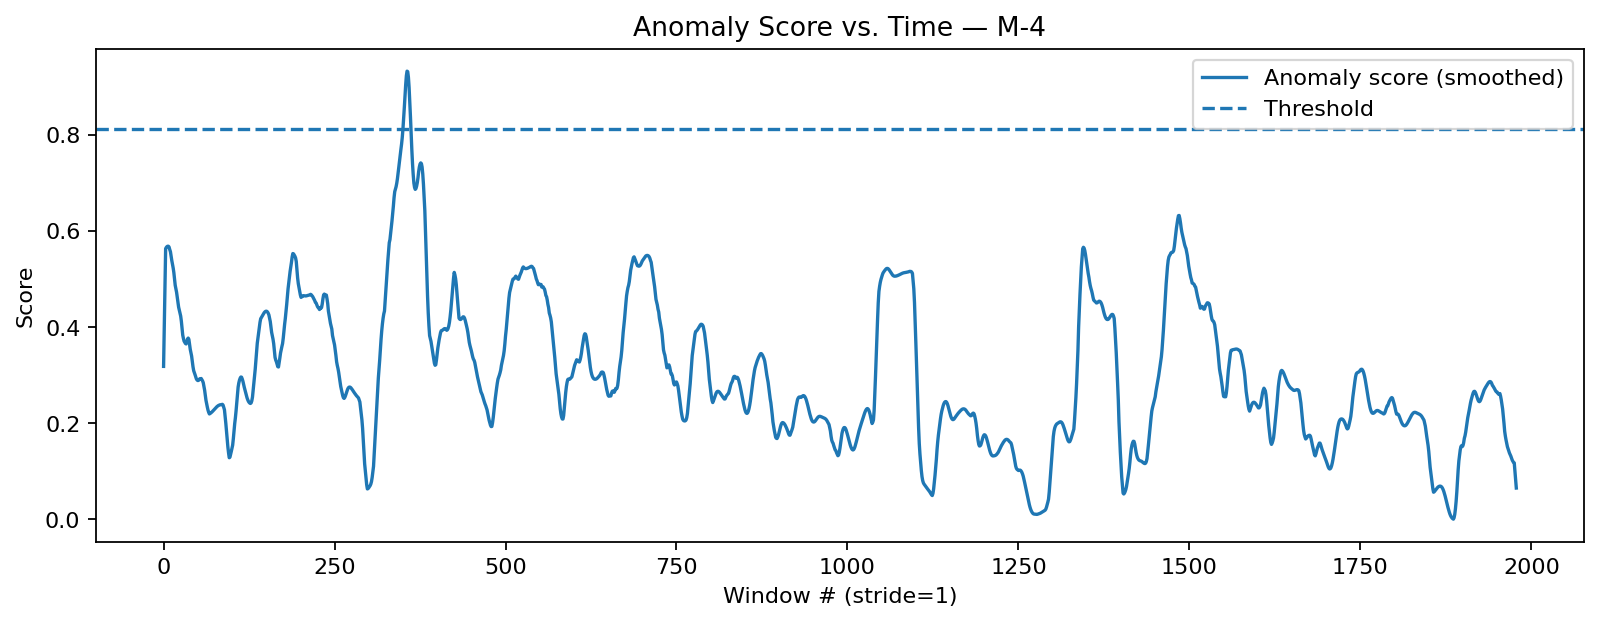 Anomaly Score vs. Time — M-4
Anomaly score (smoothed)
Threshold
Score
0.8
0.6
0.4
0.2
0.0
0 250 500 750 1000 1250 1500 1750 2000
Window # (stride=1)